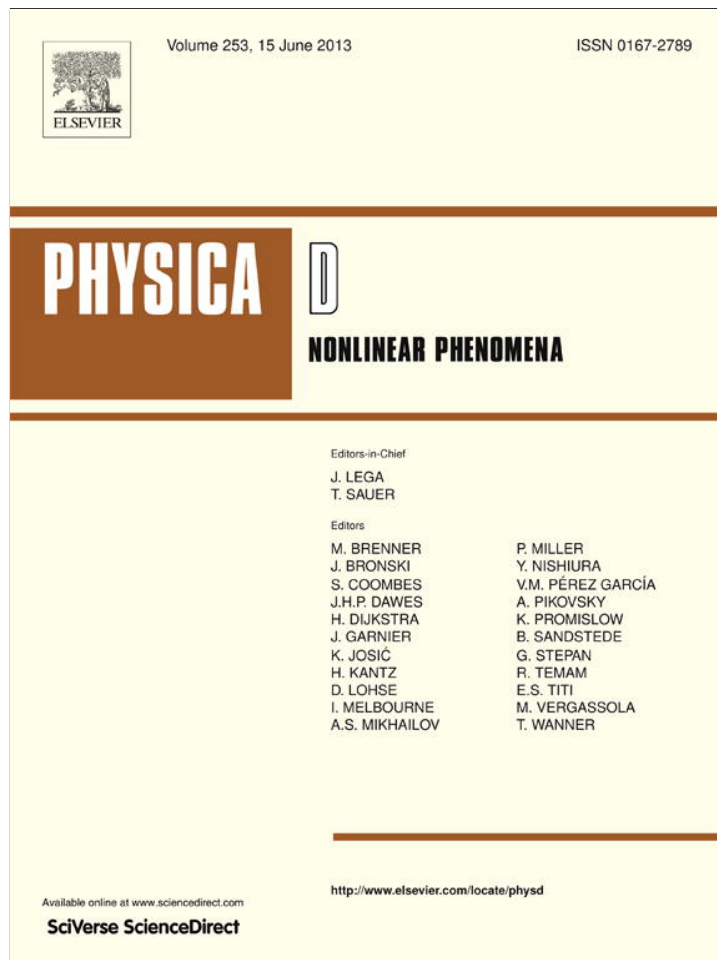 Volume 253, 15 June 2013
ISSN 0167-2789
ELSEVIER
PHYSICA D
NONLINEAR PHENOMENA
Editors-in-Chief
J. LEGA
T. SAUER
Editors
M. BRENNER
J. BRONSKI
S. COOMBES
J.H.P. DAWES
H. DIJKSTRA
J. GARNIER
K. JOSIĆ
H. KANTZ
D. LOHSE
I. MELBOURNE
A.S. MIKHAILOV
P. MILLER
Y. NISHIURA
V.M. PÉREZ GARCÍA
A. PIKOVSKY
K. PROMISLOW
B. SANDSTEDE
G. STEPAN
R. TEMAM
E.S. TITI
M. VERGASSOLA
T. WANNER
Available online at www.sciencedirect.com
SciVerse ScienceDirect
http://www.elsevier.com/locate/physd